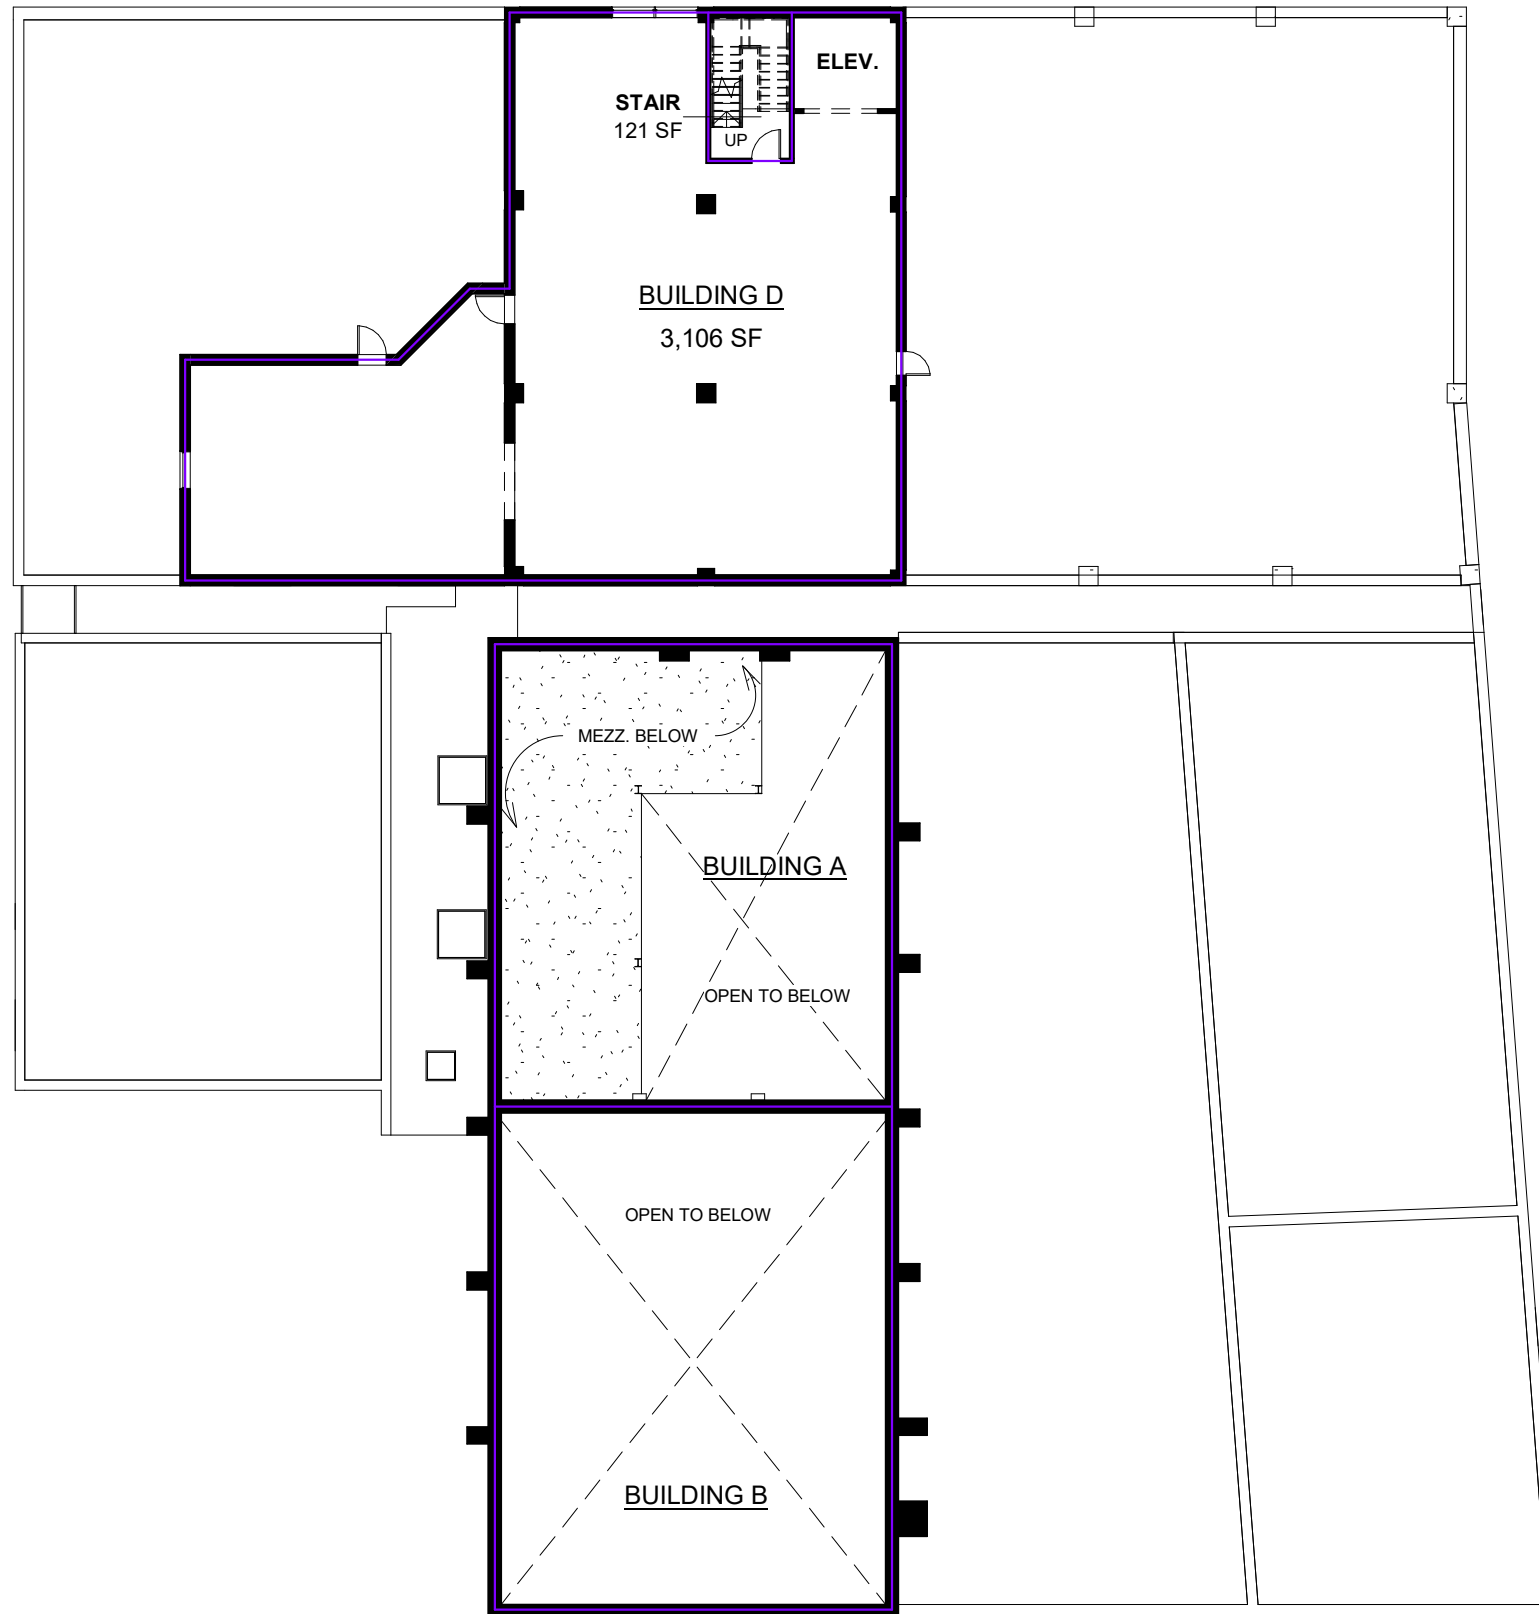 ELEV.
STAIR
121 SF
UP
BUILDING D
3,106 SF
MEZZ. BELOW
BUILDING A
OPEN TO BELOW
OPEN TO BELOW
BUILDING B